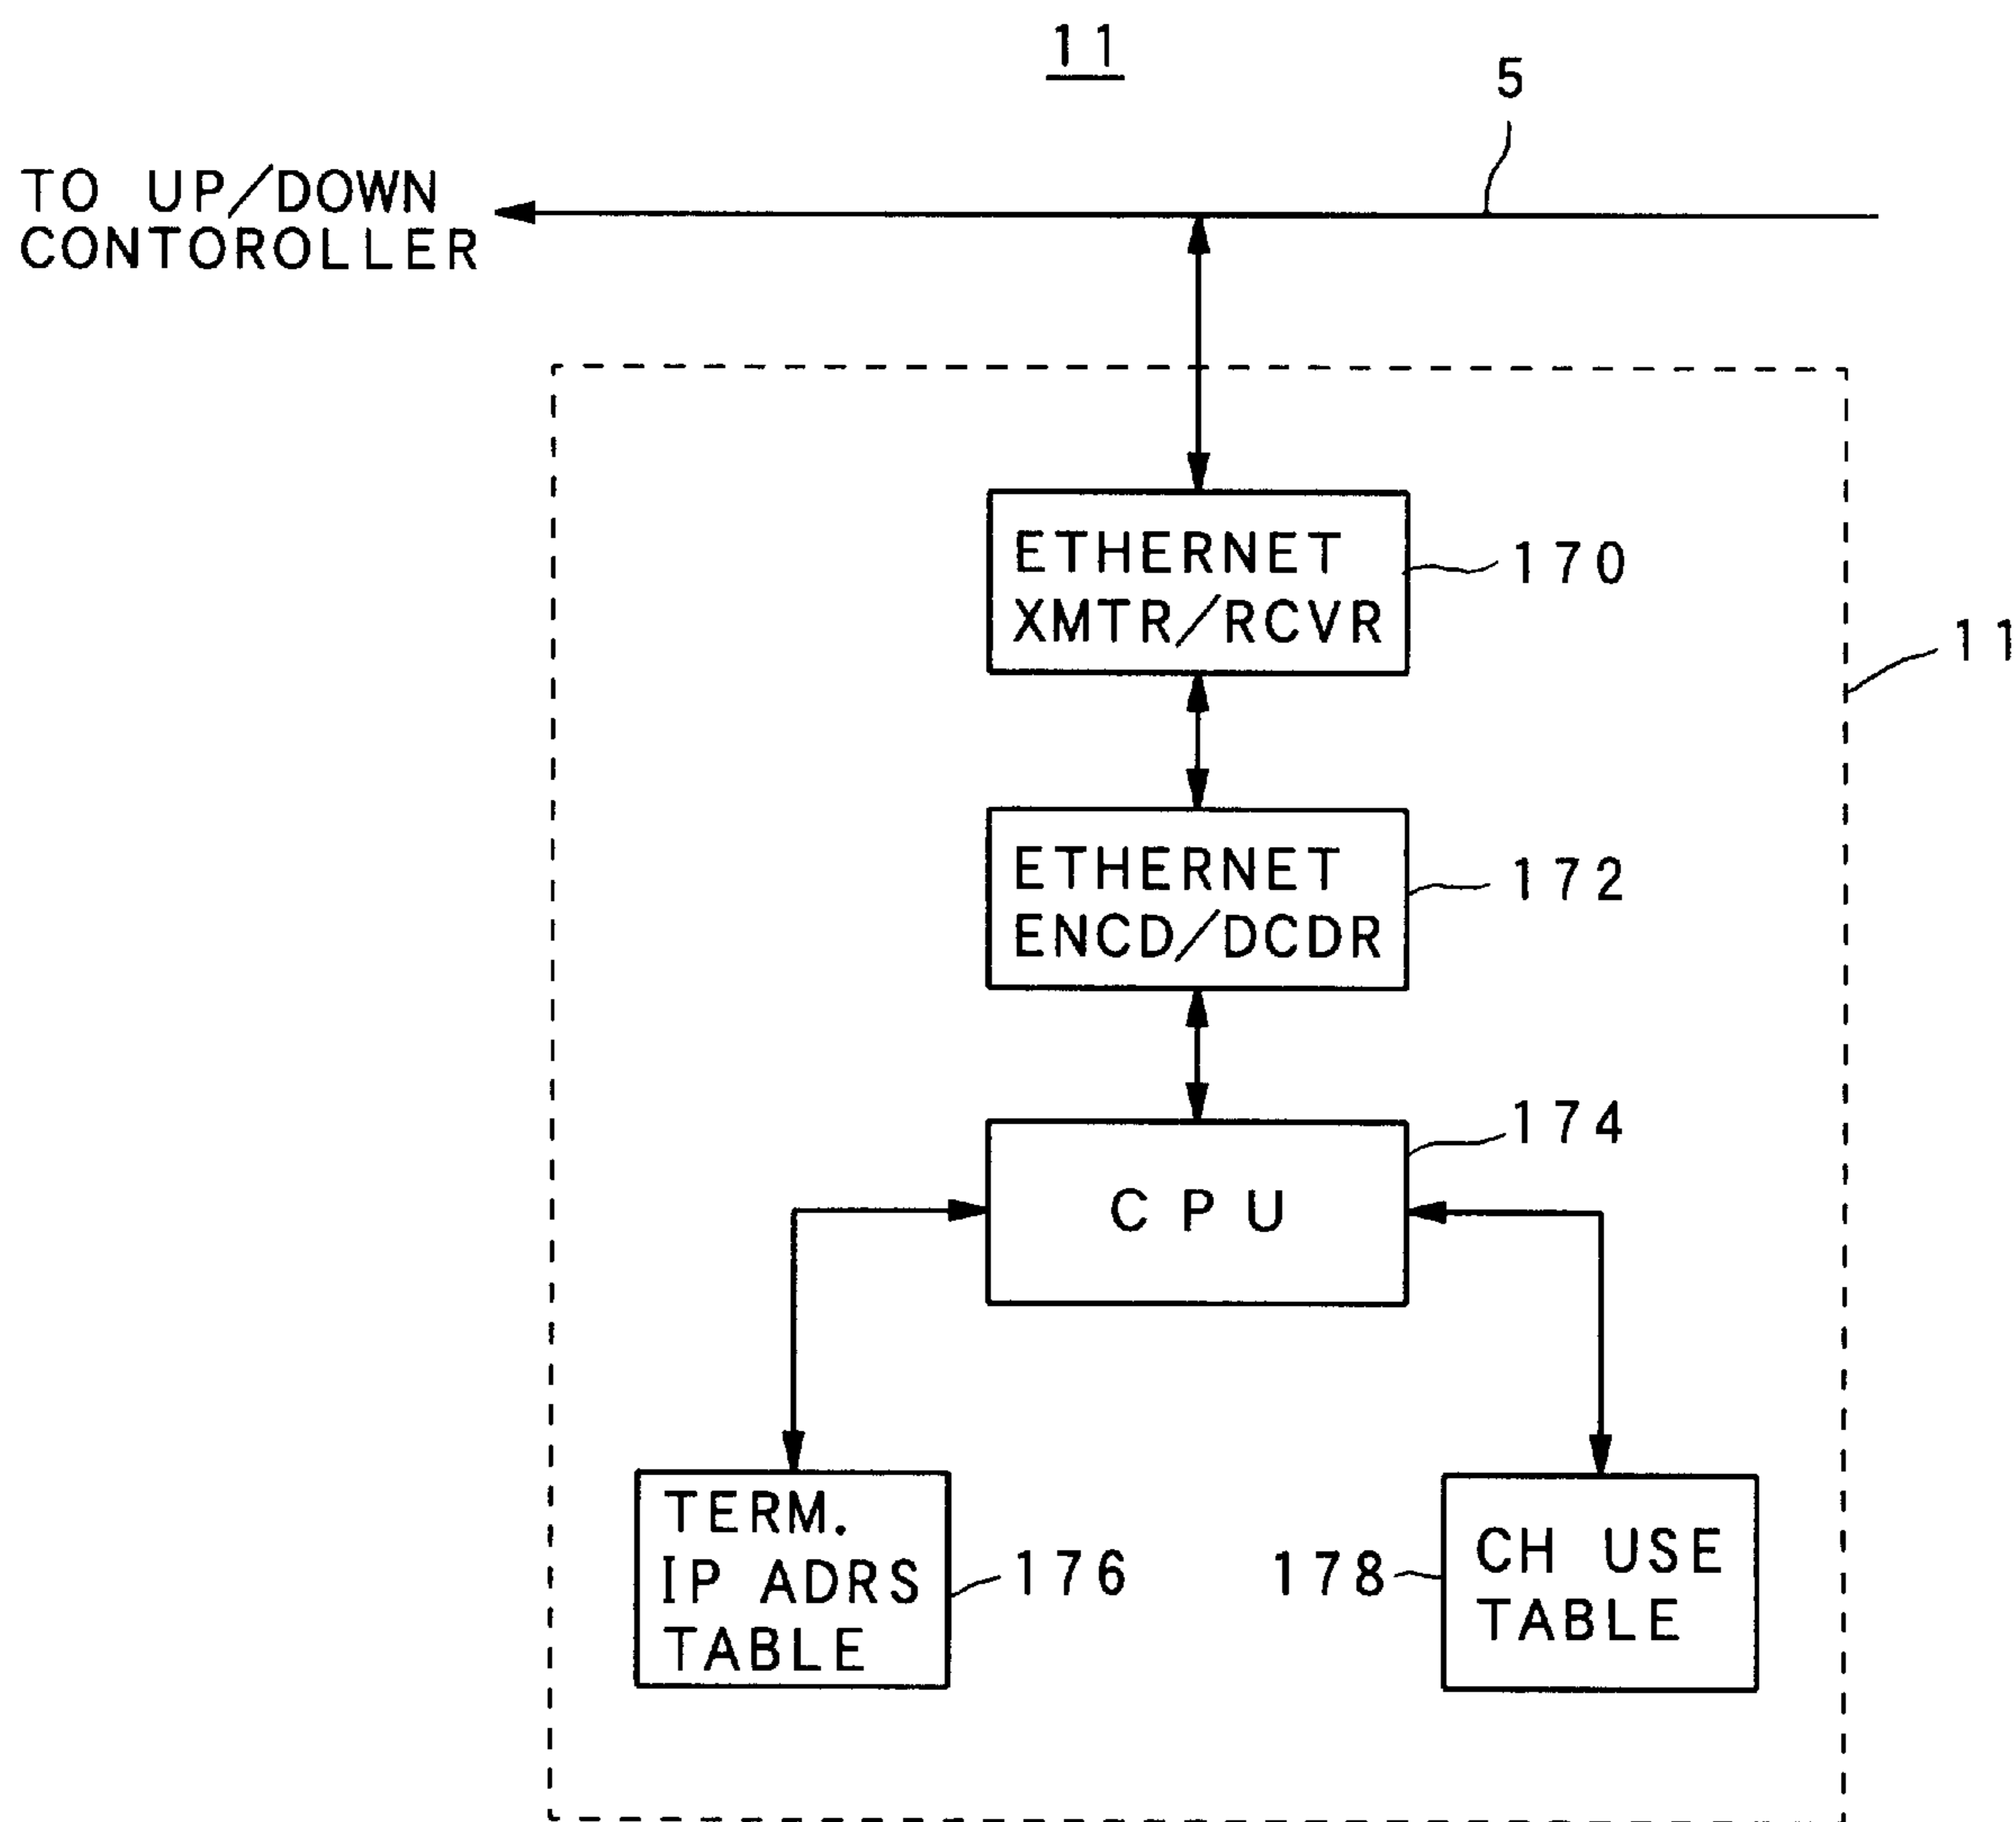 11
5
TO UP/DOWN
CONTOROLLER
ETHERNET
XMTR/RCVR
170
11
ETHERNET
ENCD/DCDR
172
174
CPU
TERM.
IP ADRS
TABLE
176
178
CH USE
TABLE